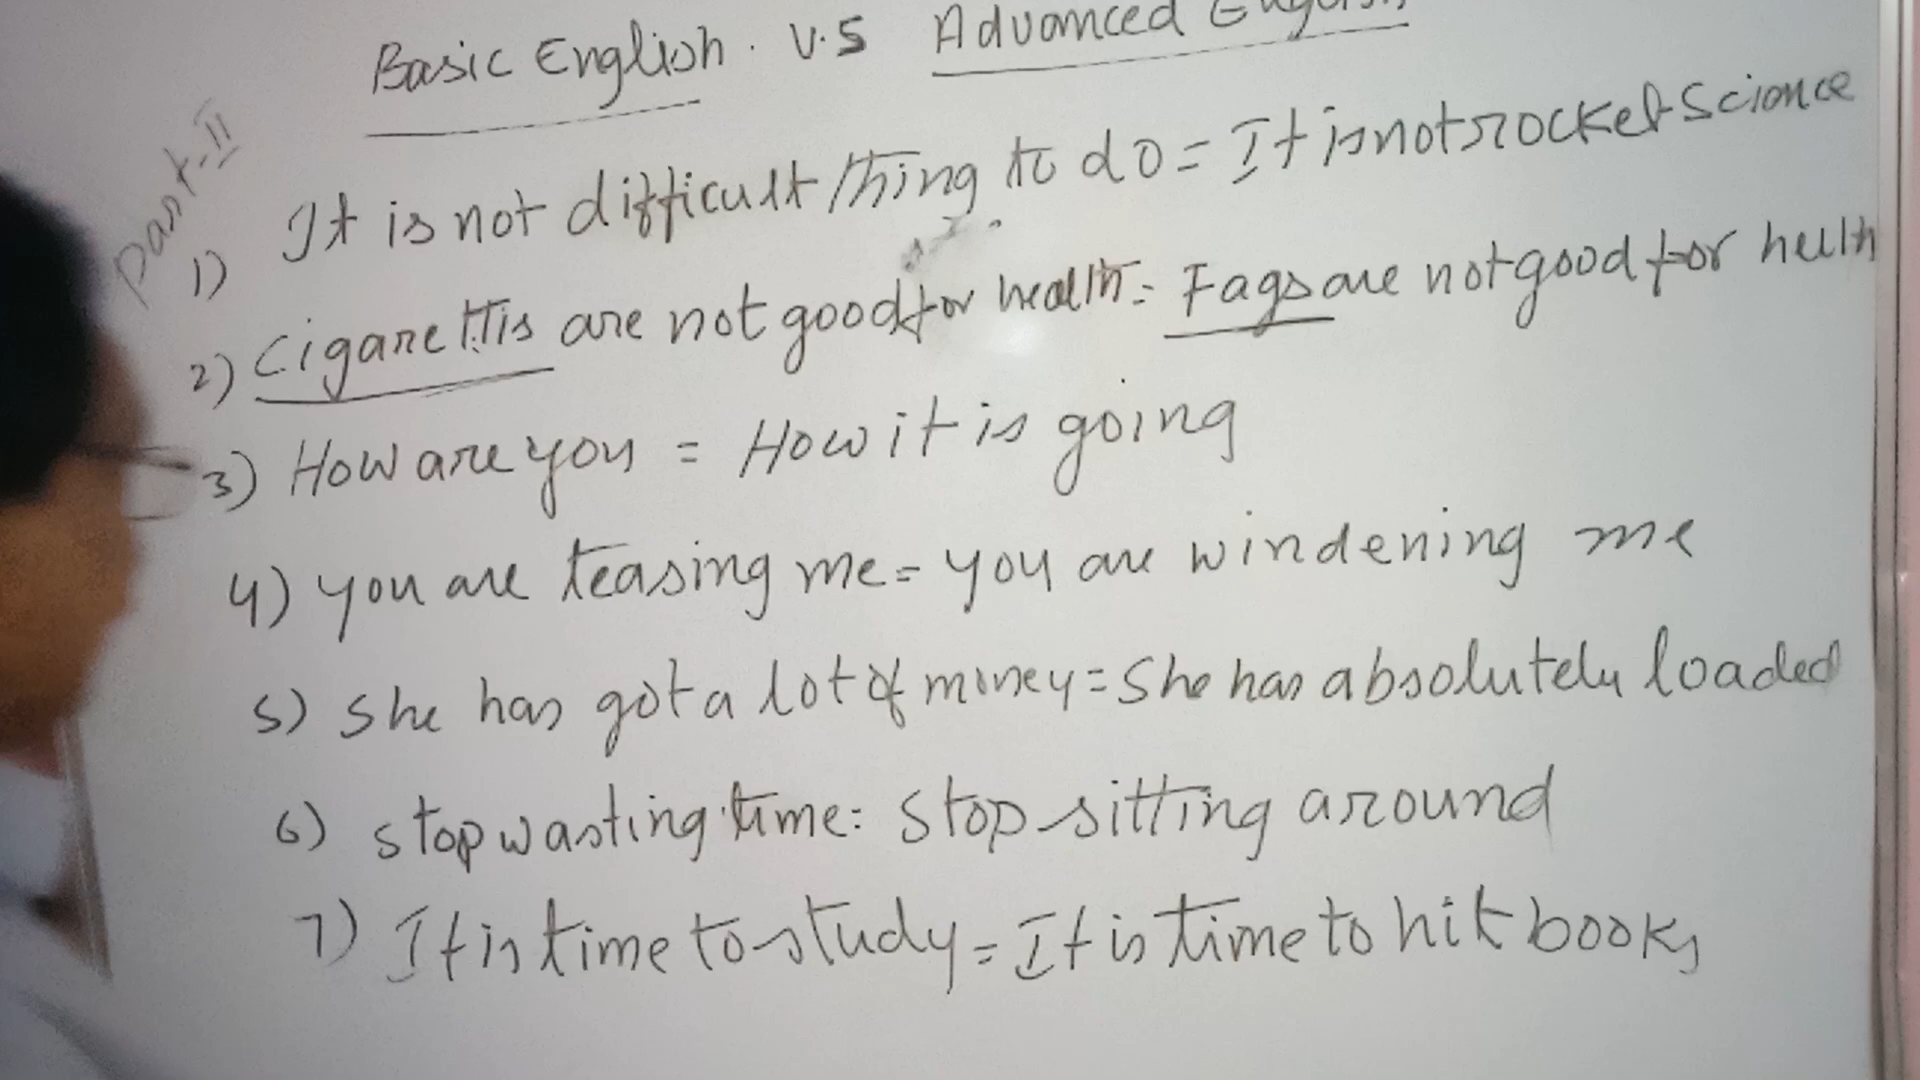 Basic English v.s Advanced English
Part-II
1) It is not difficult thing to do = It is not rocket science
2) Cigarettis are not good for health = Fags are not good for helth
3) How are you = How it is going
4) you are teasing me = you are windening me
5) she has got a lot of money = She has absolutely loaded
6) stop wasting time: stop sitting around
7) It is time to study = It is time to hit books